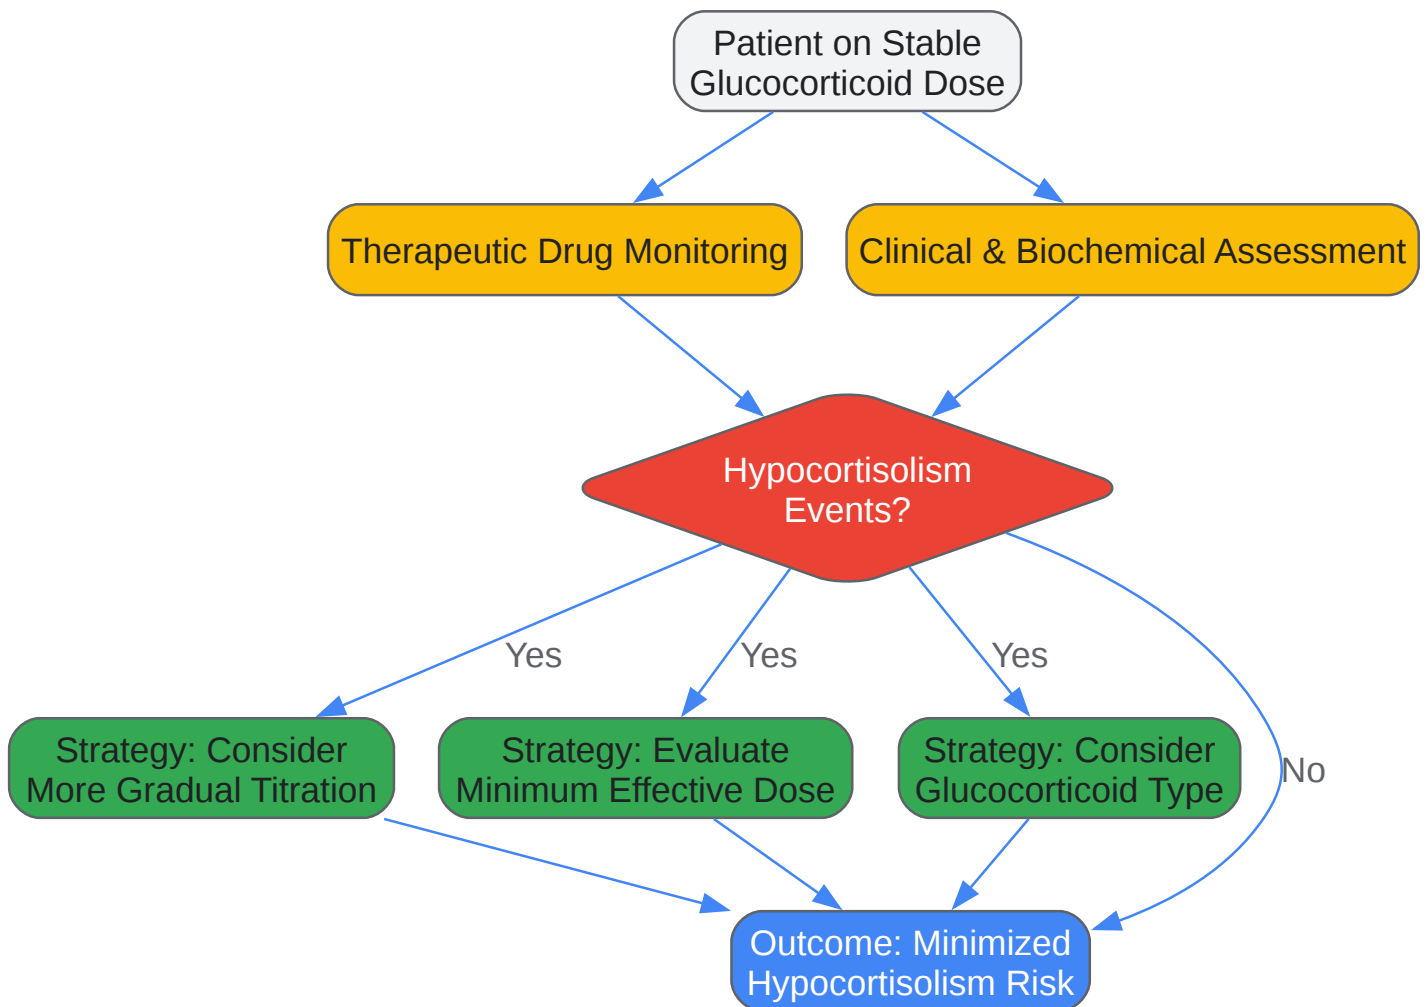 Patient on Stable
Glucocorticoid Dose
Therapeutic Drug Monitoring
Clinical & Biochemical Assessment
Hypocortisolism
Events?
Yes
Yes
Yes
Strategy: Consider
More Gradual Titration
Strategy: Evaluate
Minimum Effective Dose
Strategy: Consider
Glucocorticoid Type
No
Outcome: Minimized
Hypocortisolism Risk